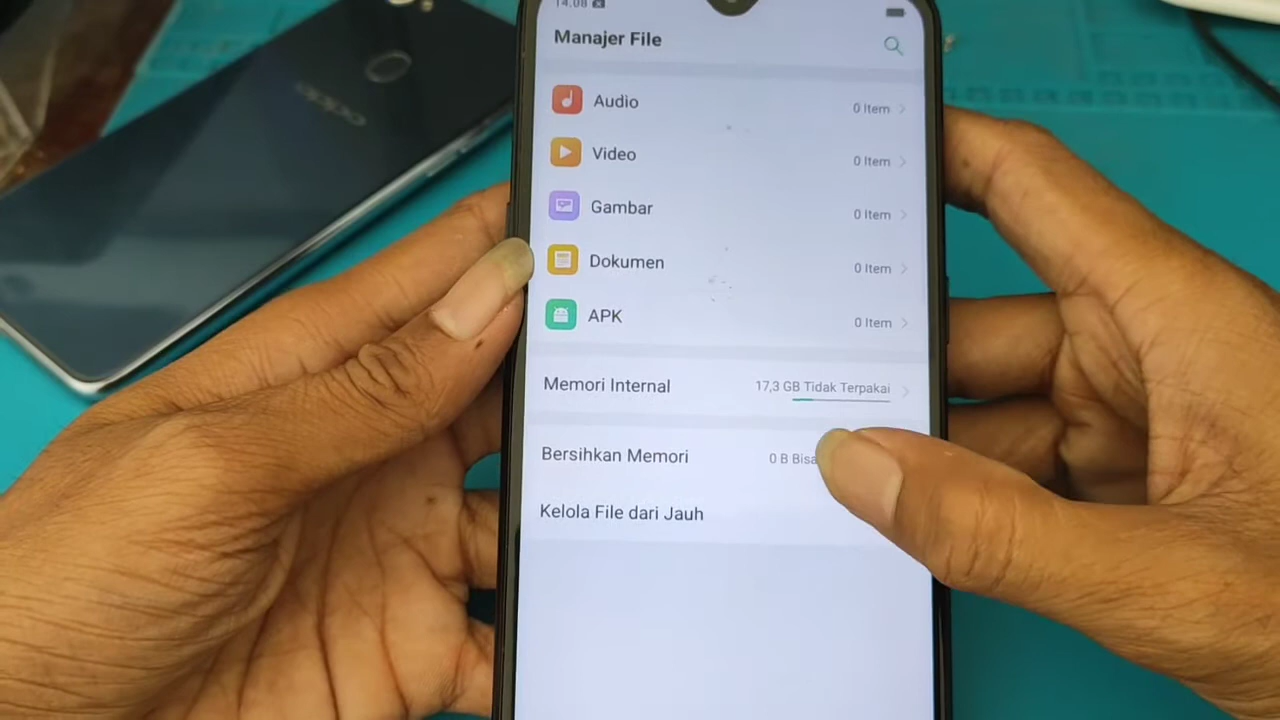 14.08
Manajer File
oppo
Audio
0 Item
Video
0 Item
Gambar
0 Item
Dokumen
0 Item
APK
0 Item
Memori Internal
17,3 GB Tidak Terpakai
Bersihkan Memori
0 B Bisa
Kelola File dari Jauh